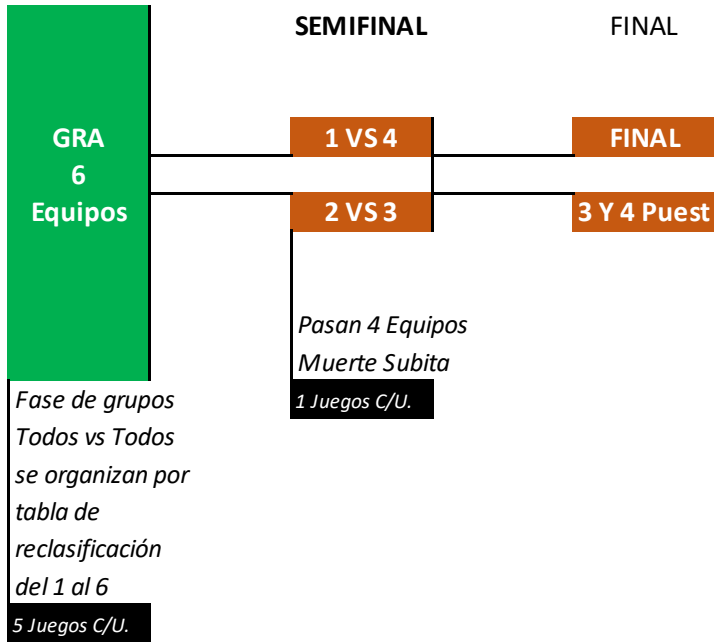 SEMIFINAL
FINAL
GRA
6
Equipos
1 VS 4
FINAL
2 VS 3
3 Y 4 Puest
Pasan 4 Equipos
Muerte Subita
1 Juegos C/U.
Fase de grupos
Todos vs Todos
se organizan por
tabla de
reclasificación
del 1 al 6
5 Juegos C/U.